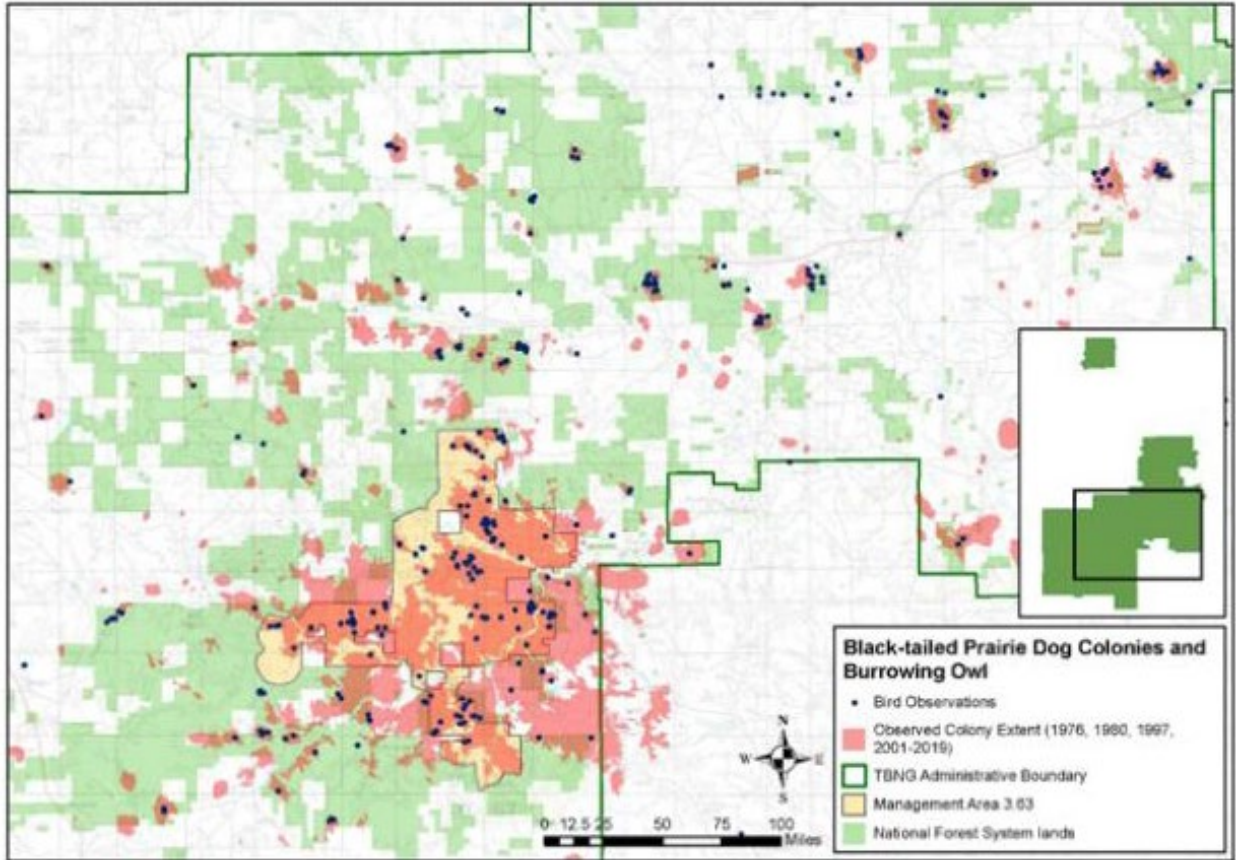 N
W E
S
0 12.5 25 50 75 100
Miles
Black-tailed Prairie Dog Colonies and
Burrowing Owl
Bird Observations
Observed Colony Extent (1976, 1980, 1997,
2001-2019)
TBNG Administrative Boundary
Management Area 3.63
National Forest System lands